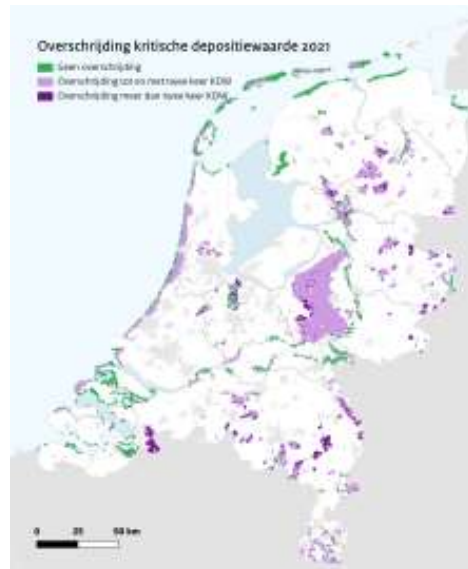 Overschrijding kritische depositiewaarde 2021
Geen overschrijding
Overschrijding tot en met twee keer KDW
Overschrijding meer dan twee keer KDW
0 25 50 km